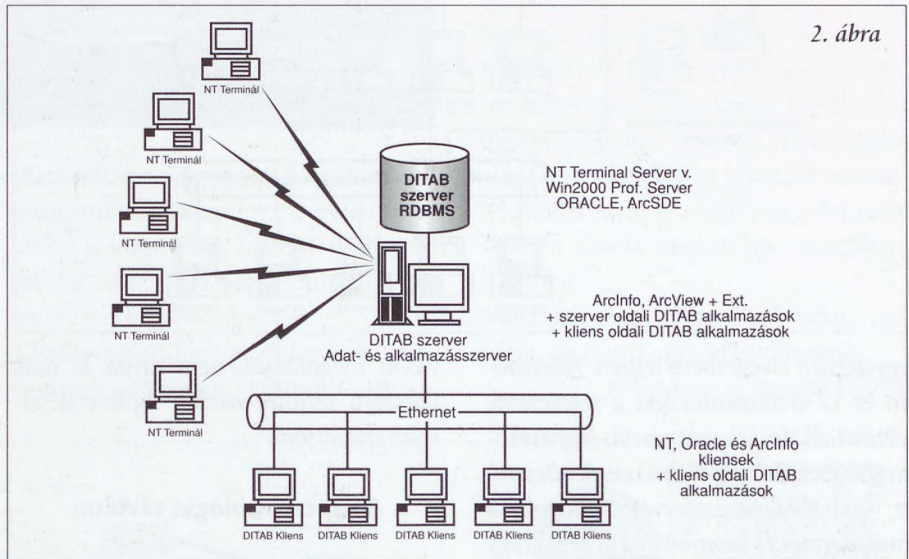 2. ábra
NT Terminál
NT Terminál
NT Terminál
NT Terminál
NT Terminál
DITAB
szerver
RDBMS
NT Terminal Server v.
Win2000 Prof. Server
ORACLE, ArcSDE
DITAB szerver
Adat- és alkalmazásszerver
ArcInfo, ArcView + Ext.
+ szerver oldali DITAB alkalmazások
+ kliens oldali DITAB alkalmazások
Ethernet
NT, Oracle és ArcInfo
kliensek
+ kliens oldali DITAB
alkalmazások
DITAB Kliens
DITAB Kliens
DITAB Kliens
DITAB Kliens
DITAB Kliens